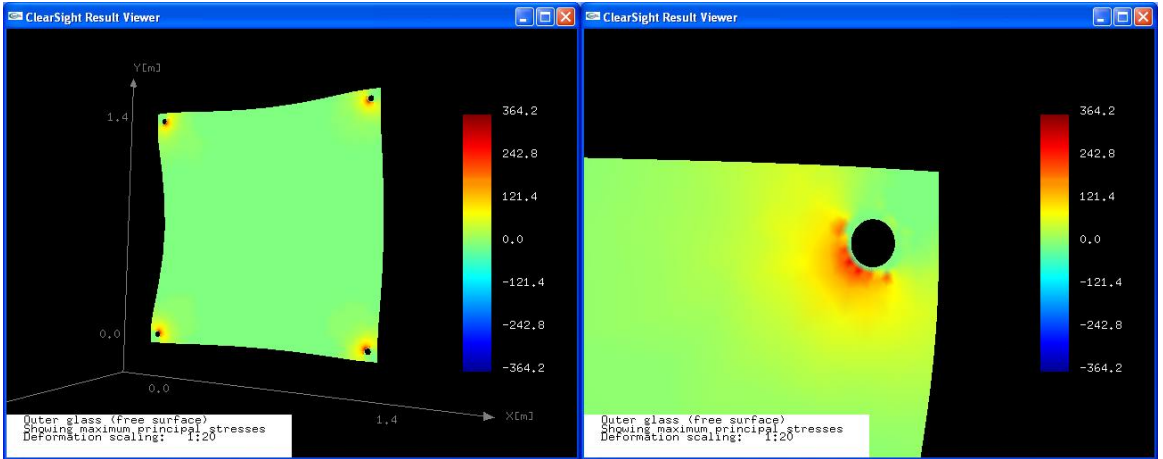 ClearSight Result Viewer
Y[m]
1.4
0.0
0.0
1.4
X[m]
364.2
242.8
121.4
0.0
-121.4
-242.8
-364.2
Outer glass (free surface)
Showing maximum principal stresses
Deformation scaling: 1:20
ClearSight Result Viewer
364.2
242.8
121.4
0.0
-121.4
-242.8
-364.2
Outer glass (free surface)
Showing maximum principal stresses
Deformation scaling: 1:20